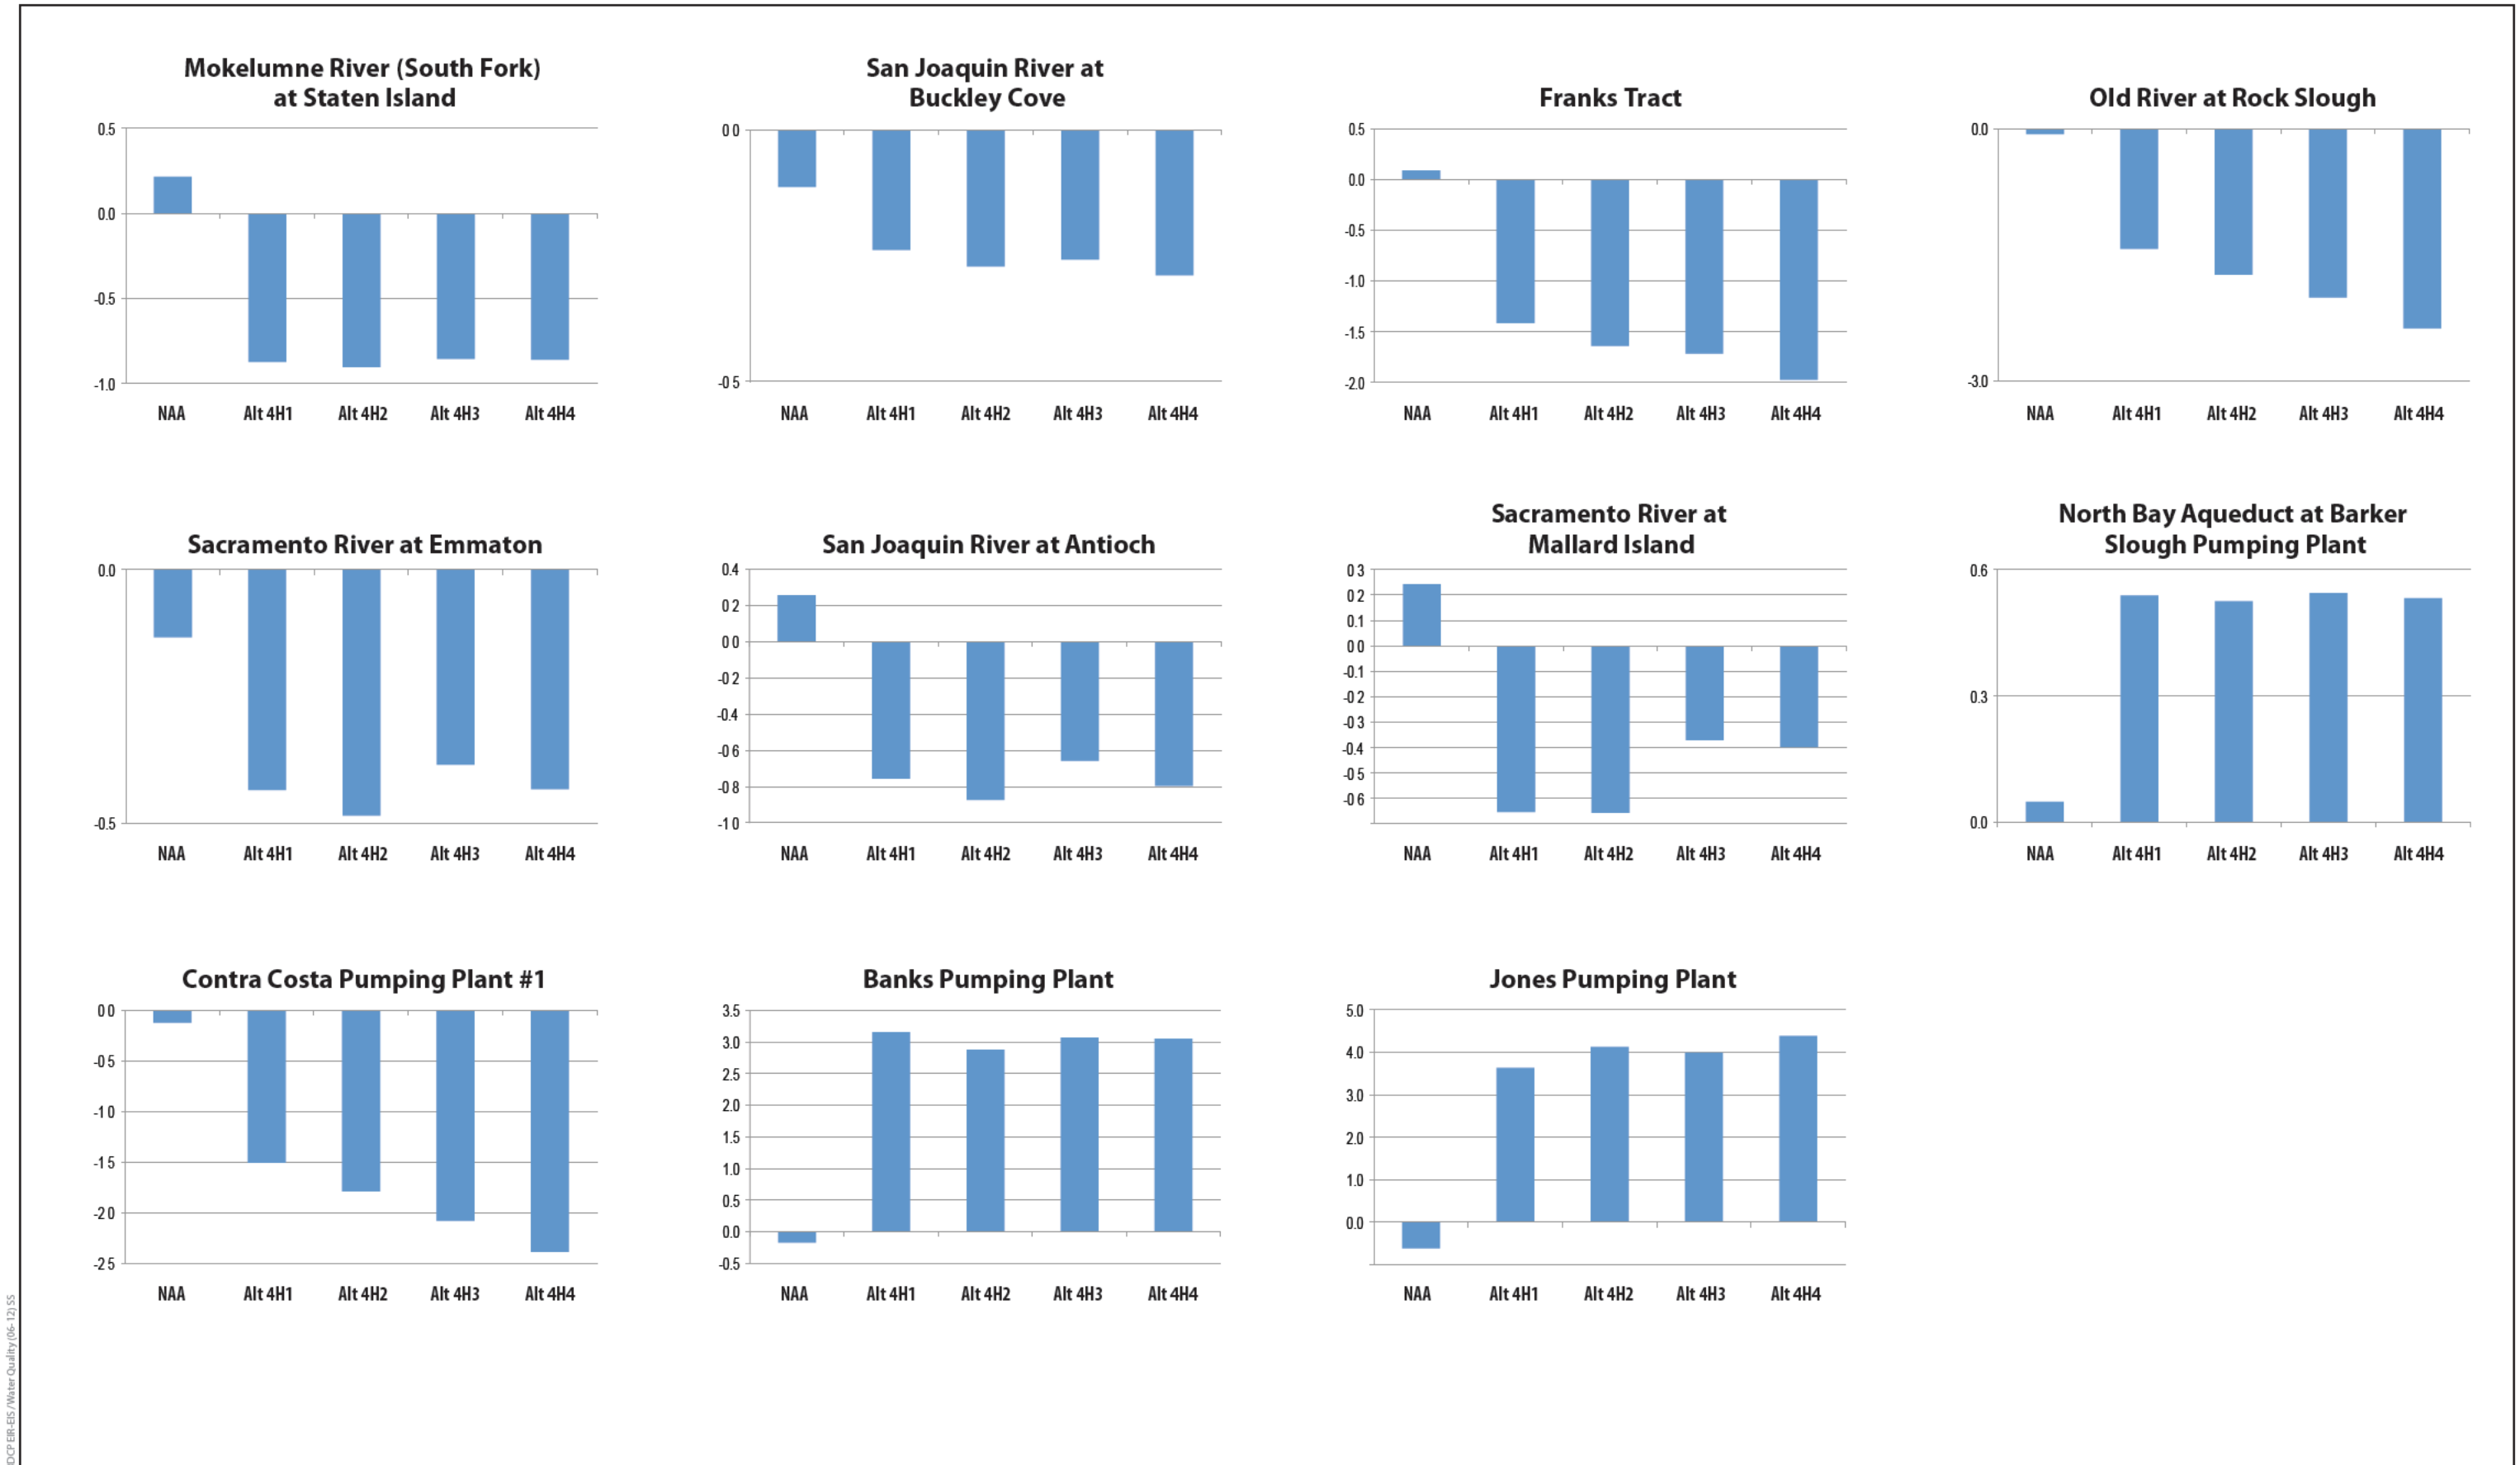 Mokelumne River (South Fork)
at Staten Island
0.5
0.0
-0.5
-1.0
NAA Alt 4H1 Alt 4H2 Alt 4H3 Alt 4H4
San Joaquin River at
Buckley Cove
0 0
-0 5
NAA Alt 4H1 Alt 4H2 Alt 4H3 Alt 4H4
Franks Tract
0.5
0.0
-0.5
-1.0
-1.5
-2.0
NAA Alt 4H1 Alt 4H2 Alt 4H3 Alt 4H4
Old River at Rock Slough
0.0
-3.0
NAA Alt 4H1 Alt 4H2 Alt 4H3 Alt 4H4
Sacramento River at Emmaton
0.0
-0.5
NAA Alt 4H1 Alt 4H2 Alt 4H3 Alt 4H4
San Joaquin River at Antioch
0.4
0 2
0 0
-0 2
-0.4
-0 6
-0 8
-1 0
NAA Alt 4H1 Alt 4H2 Alt 4H3 Alt 4H4
Sacramento River at
Mallard Island
0 3
0 2
0.1
0 0
-0.1
-0 2
-0 3
-0.4
-0 5
-0 6
NAA Alt 4H1 Alt 4H2 Alt 4H3 Alt 4H4
North Bay Aqueduct at Barker
Slough Pumping Plant
0.6
0.3
0.0
NAA Alt 4H1 Alt 4H2 Alt 4H3 Alt 4H4
Contra Costa Pumping Plant #1
0 0
-0 5
-1 0
-1 5
-2 0
-2 5
NAA Alt 4H1 Alt 4H2 Alt 4H3 Alt 4H4
Banks Pumping Plant
3.5
3.0
2.5
2.0
1.5
1.0
0.5
0.0
-0.5
NAA Alt 4H1 Alt 4H2 Alt 4H3 Alt 4H4
Jones Pumping Plant
5.0
4.0
3.0
2.0
1.0
0.0
NAA Alt 4H1 Alt 4H2 Alt 4H3 Alt 4H4
EIR-EIS / Water Quality (06-12) SS